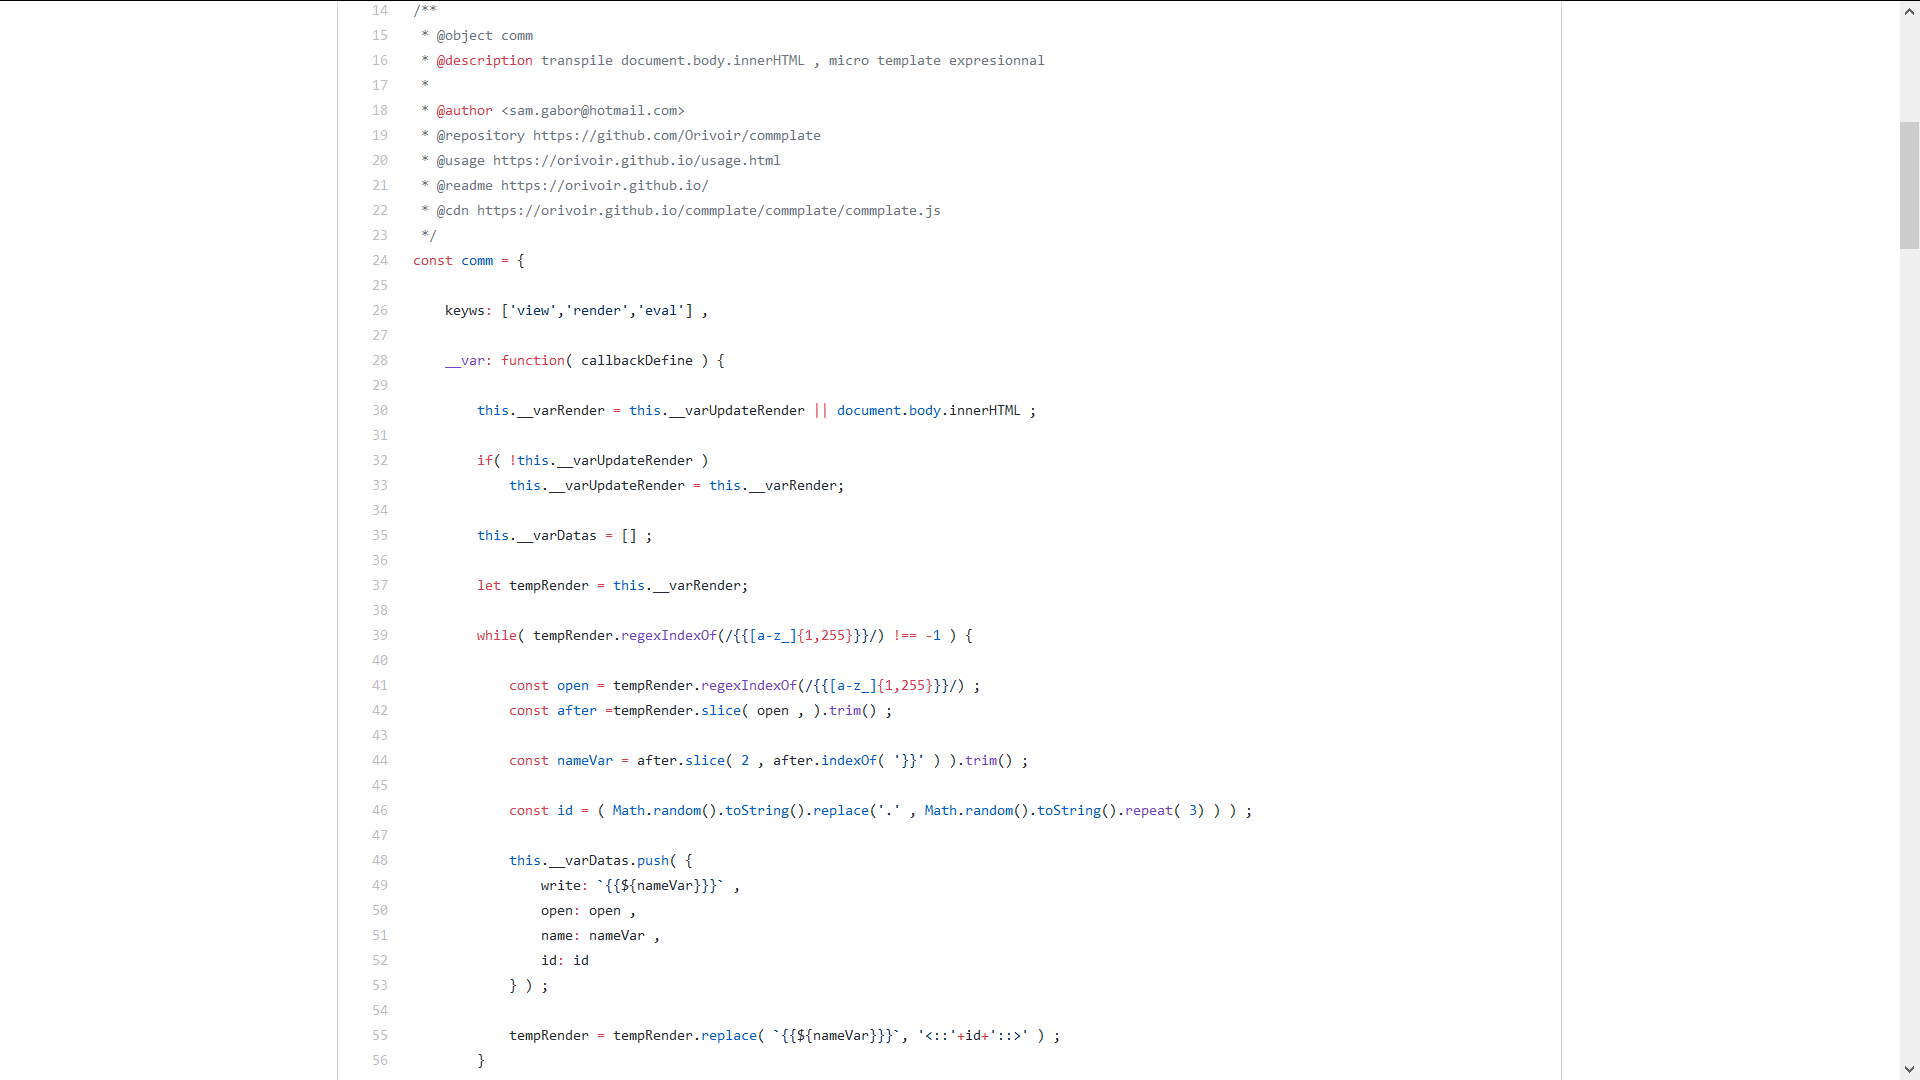 14 /**
15  * @object comm
16  * @description transpile document.body.innerHTML , micro template expresionnal
17  *
18  * @author <sam.gabor@hotmail.com>
19  * @repository https://github.com/Orivoir/commplate
20  * @usage https://orivoir.github.io/usage.html
21  * @readme https://orivoir.github.io/
22  * @cdn https://orivoir.github.io/commplate/commplate/commplate.js
23  */
24 const comm = {
25
26     keyws: ['view','render','eval'] ,
27
28     __var: function( callbackDefine ) {
29
30         this.__varRender = this.__varUpdateRender || document.body.innerHTML ;
31
32         if( !this.__varUpdateRender )
33             this.__varUpdateRender = this.__varRender;
34
35         this.__varDatas = [] ;
36
37         let tempRender = this.__varRender;
38
39         while( tempRender.regexIndexOf(/{{[a-z_]{1,255}}}/) !== -1 ) {
40
41             const open = tempRender.regexIndexOf(/{{[a-z_]{1,255}}}/) ;
42             const after =tempRender.slice( open , ).trim() ;
43
44             const nameVar = after.slice( 2 , after.indexOf( '}}' ) ).trim() ;
45
46             const id = ( Math.random().toString().replace('.' , Math.random().toString().repeat( 3) ) ) ;
47
48             this.__varDatas.push( {
49                 write: `{{${nameVar}}}` ,
50                 open: open ,
51                 name: nameVar ,
52                 id: id
53             } ) ;
54
55             tempRender = tempRender.replace( `{{${nameVar}}}`, '<::'+id+'::>' ) ;
56         }